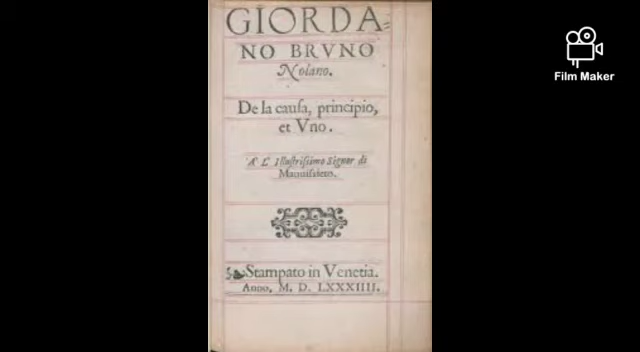 GIORDA=
NO BRVNO
Nolano.
De la cauſa, principio,
et Vno.
A' L' Illuſtriſſimo Signor di
Mauuiſſiero.
Stampato in Venetia.
Anno. M. D. LXXXIIII.
Film Maker